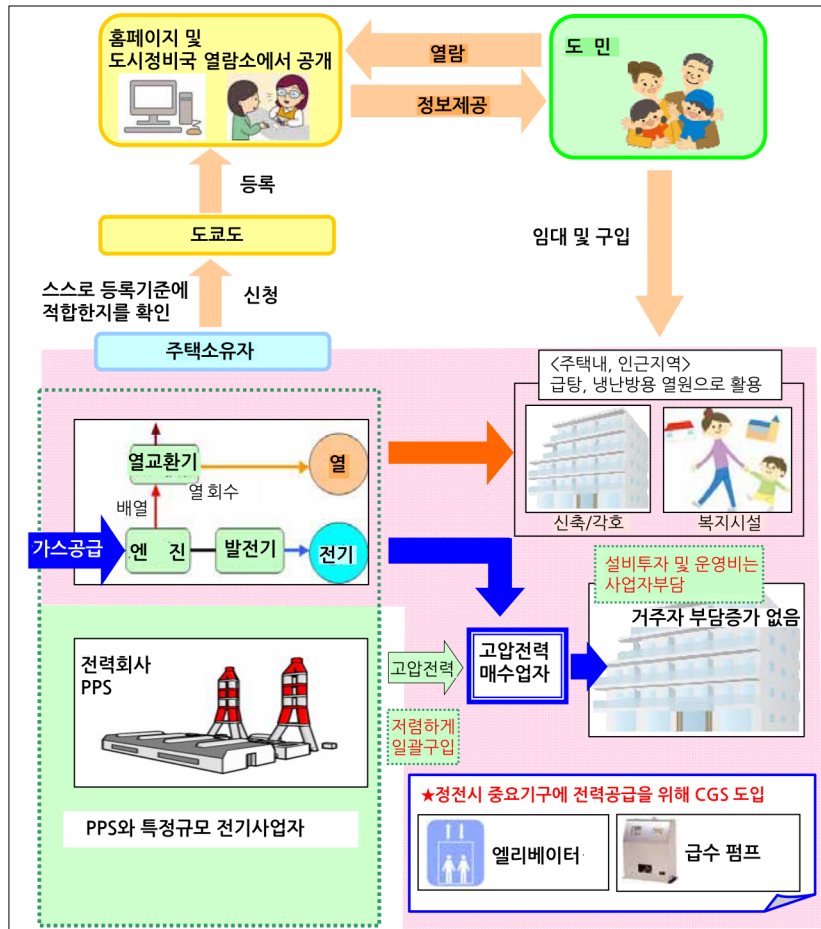 홈페이지 및
도시정비국 열람소에서 공개
열람
정보제공
도 민
등록
도쿄도
임대 및 구입
스스로 등록기준에
적합한지를 확인
신청
주택소유자
<주택내, 인근지역>
급탕, 냉난방용 열원으로 활용
신축/각호
복지시설
열교환기
열
열회수
배열
가스공급
엔 진
발전기
전기
설비투자 및 운영비는
사업자부담
거주자 부담증가 없음
전력회사
PPS
고압전력
고압전력
매수업자
저렴하게
일괄구입
PPS와 특정규모 전기사업자
★정전시 중요기구에 전력공급을 위해 CGS 도입
엘리베이터
급수 펌프